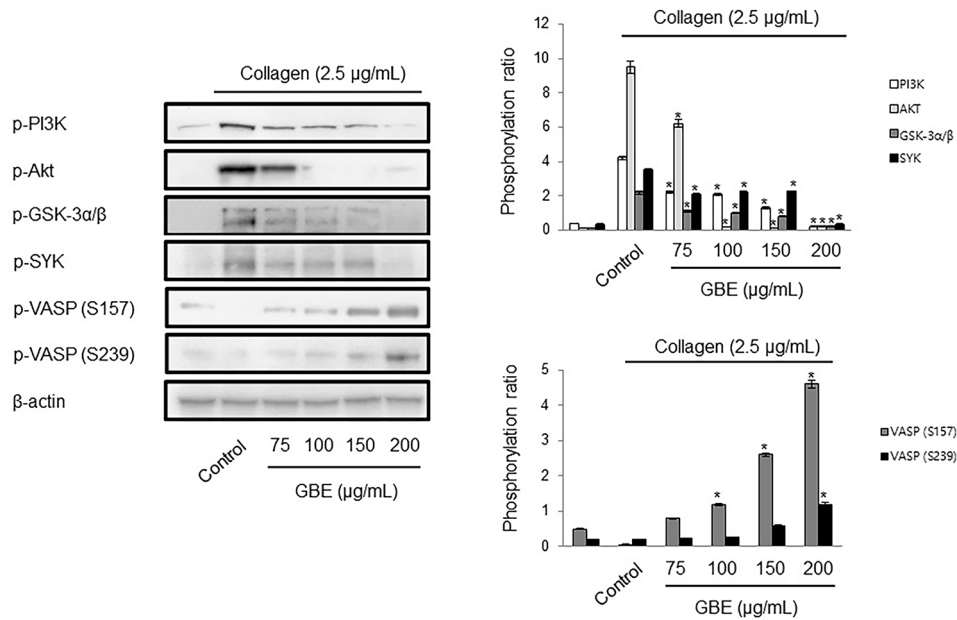 Collagen (2.5 µg/mL)
p-PI3K
p-Akt
p-GSK-3α/β
p-SYK
p-VASP (S157)
p-VASP (S239)
β-actin
Control
75 100 150 200
GBE (µg/mL)
Collagen (2.5 µg/mL)
Phosphorylation ratio
12
10
8
6
4
2
0
* * * *
* * * *
* * * *
* * * *
PI3K
AKT
GSK-3α/β
SYK
Control
75 100 150 200
GBE (µg/mL)
Collagen (2.5 µg/mL)
Phosphorylation ratio
5
4
3
2
1
0
*
*
* *
VASP (S157)
VASP (S239)
Control
75 100 150 200
GBE (µg/mL)